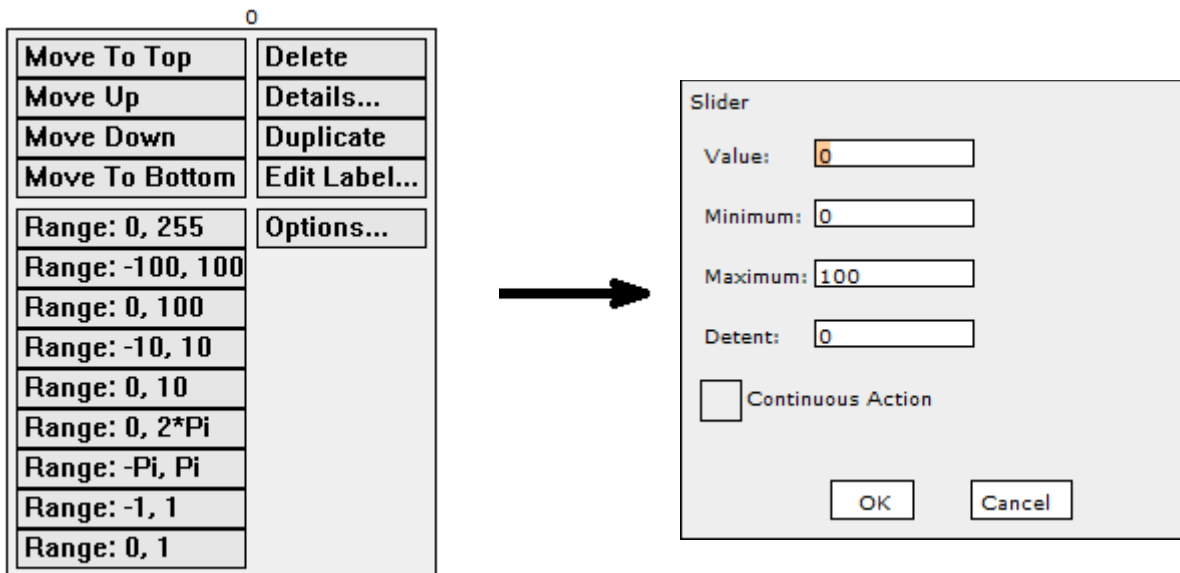 0
Move To Top
Delete
Move Up
Details...
Move Down
Duplicate
Move To Bottom
Edit Label...
Range: 0, 255
Options...
Range: -100, 100
Range: 0, 100
Range: -10, 10
Range: 0, 10
Range: 0, 2*Pi
Range: -Pi, Pi
Range: -1, 1
Range: 0, 1
Slider
Value: 0
Minimum: 0
Maximum: 100
Detent: 0
Continuous Action
OK
Cancel